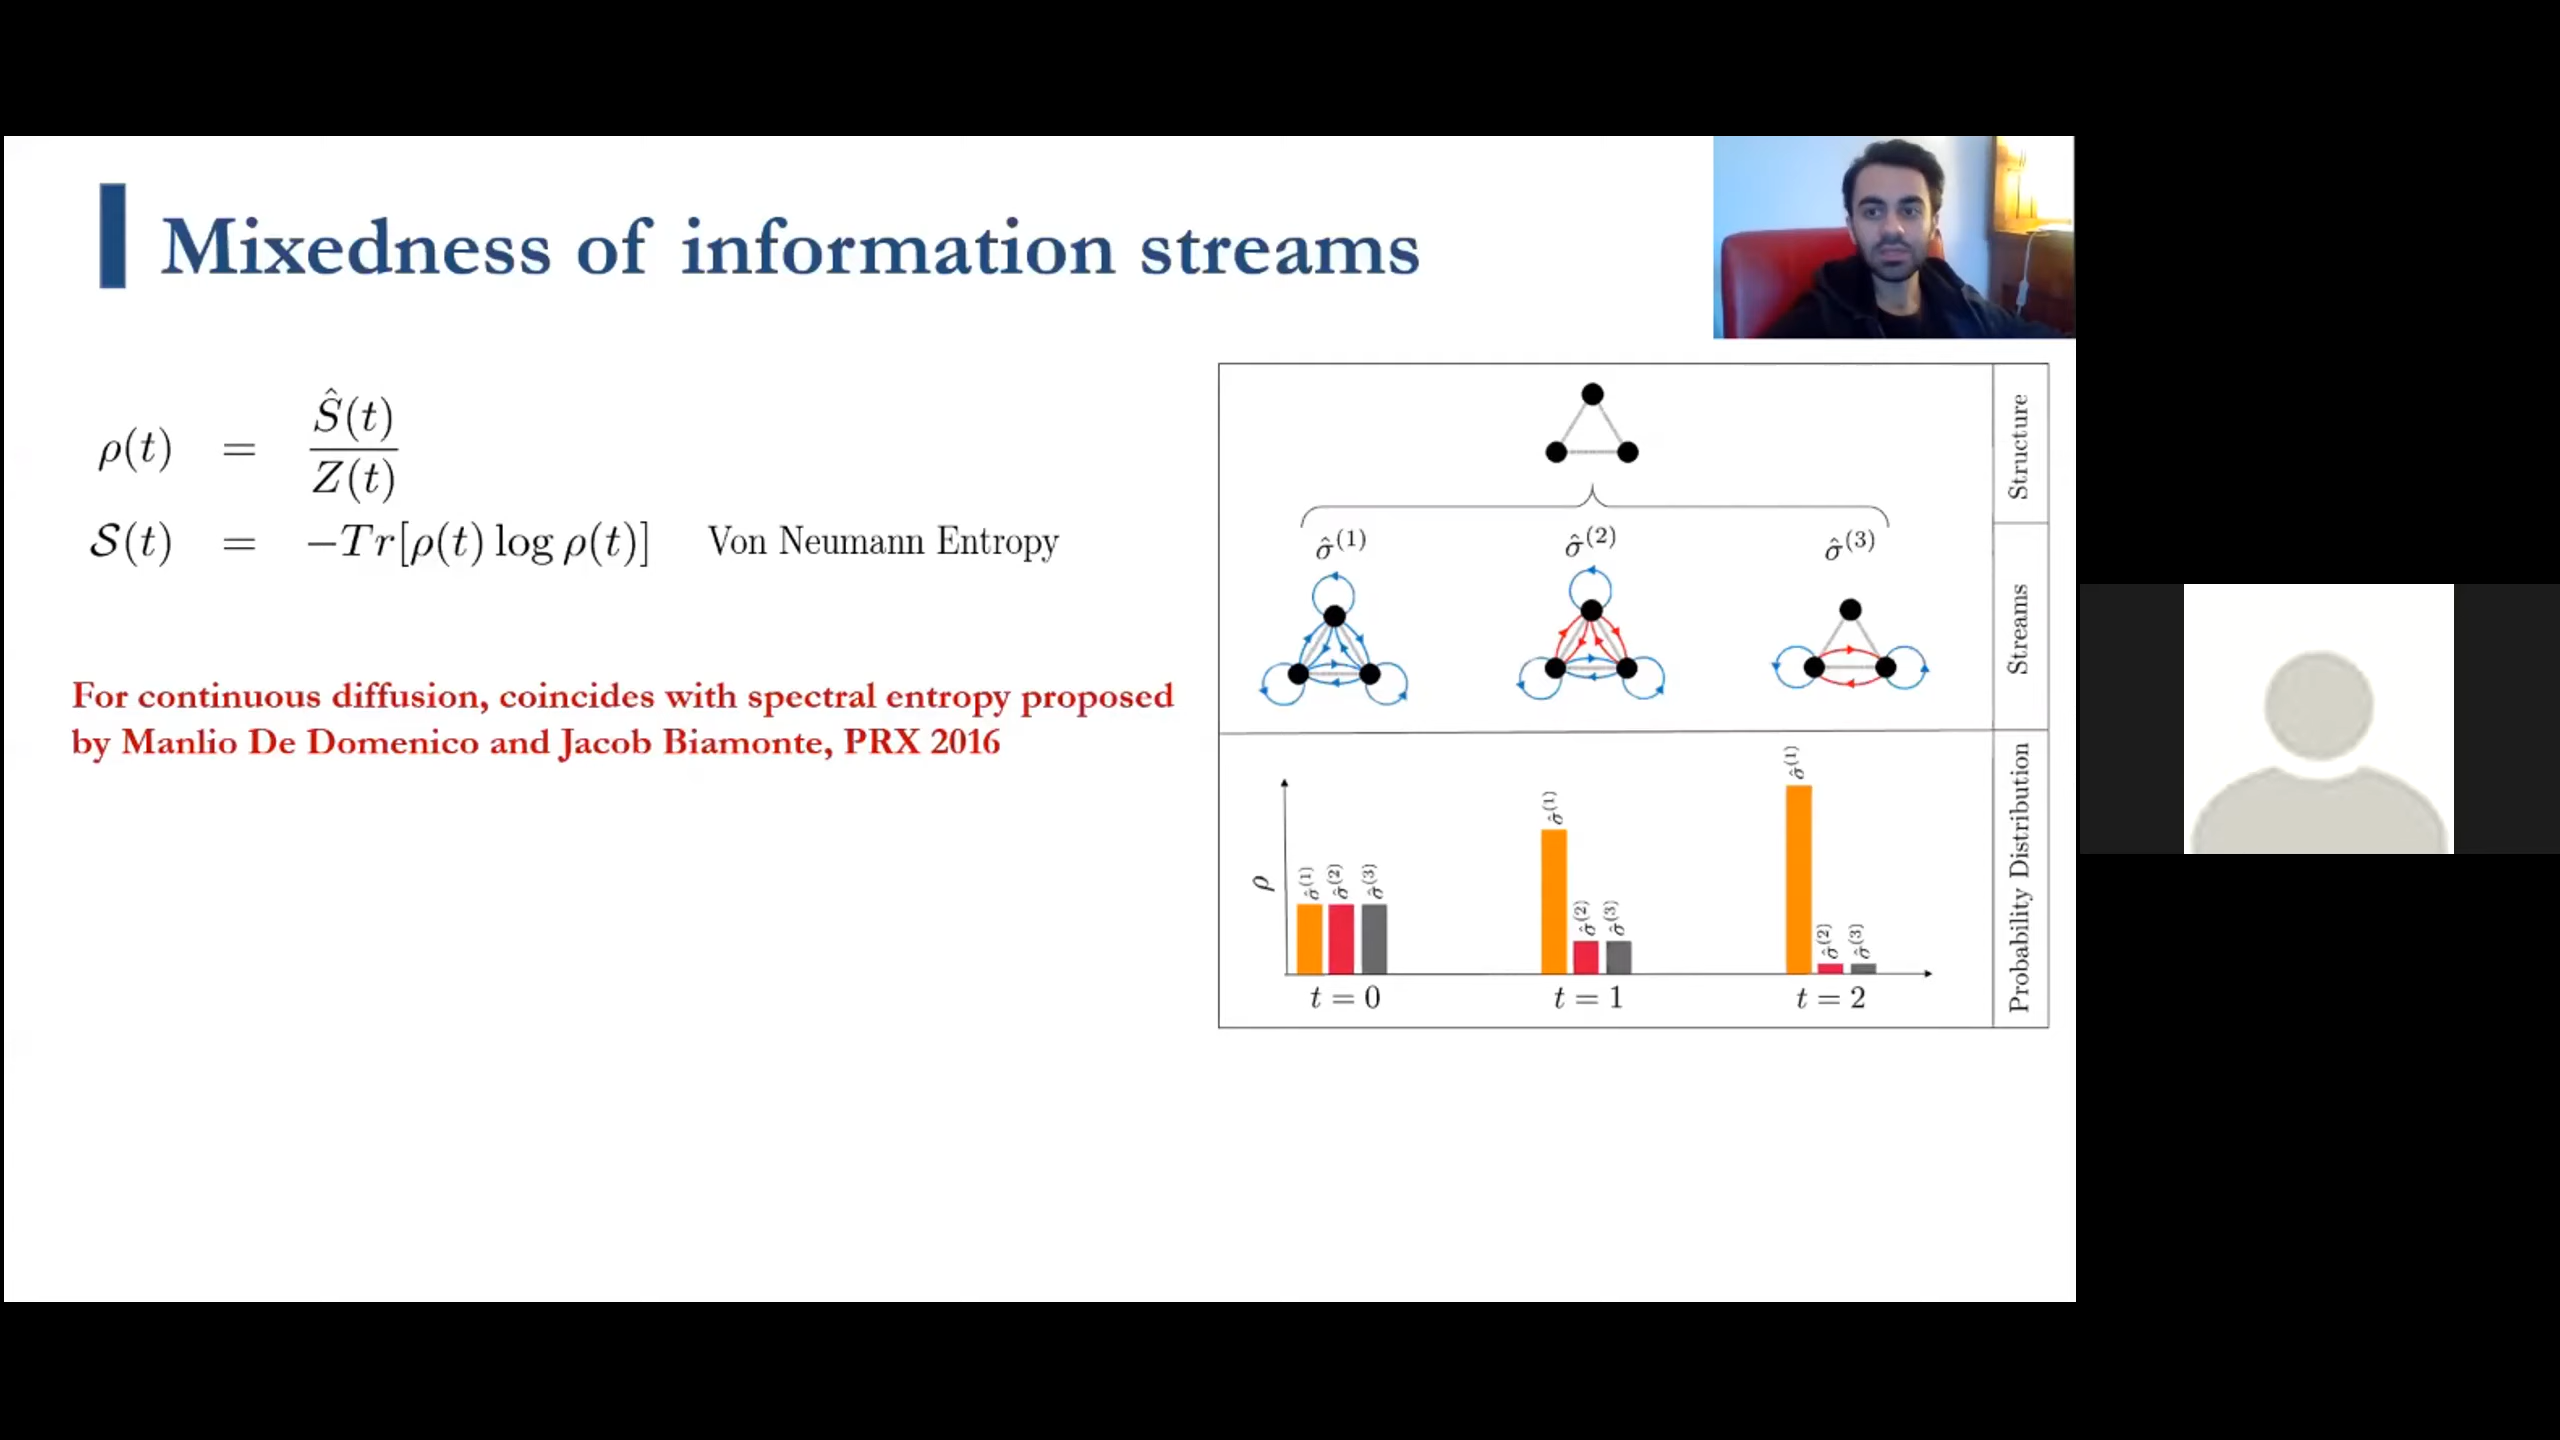 Mixedness of information streams
ρ(t) = Ŝ(t) / Z(t)
𝒮(t) = −Tr[ρ(t) log ρ(t)] Von Neumann Entropy
For continuous diffusion, coincides with spectral entropy proposed
by Manlio De Domenico and Jacob Biamonte, PRX 2016
Structure
σ̂⁽¹⁾ σ̂⁽²⁾ σ̂⁽³⁾
Streams
ρ
σ̂⁽¹⁾ σ̂⁽²⁾ σ̂⁽³⁾
σ̂⁽¹⁾ σ̂⁽²⁾ σ̂⁽³⁾
σ̂⁽¹⁾ σ̂⁽²⁾ σ̂⁽³⁾
t = 0 t = 1 t = 2
Probability Distribution